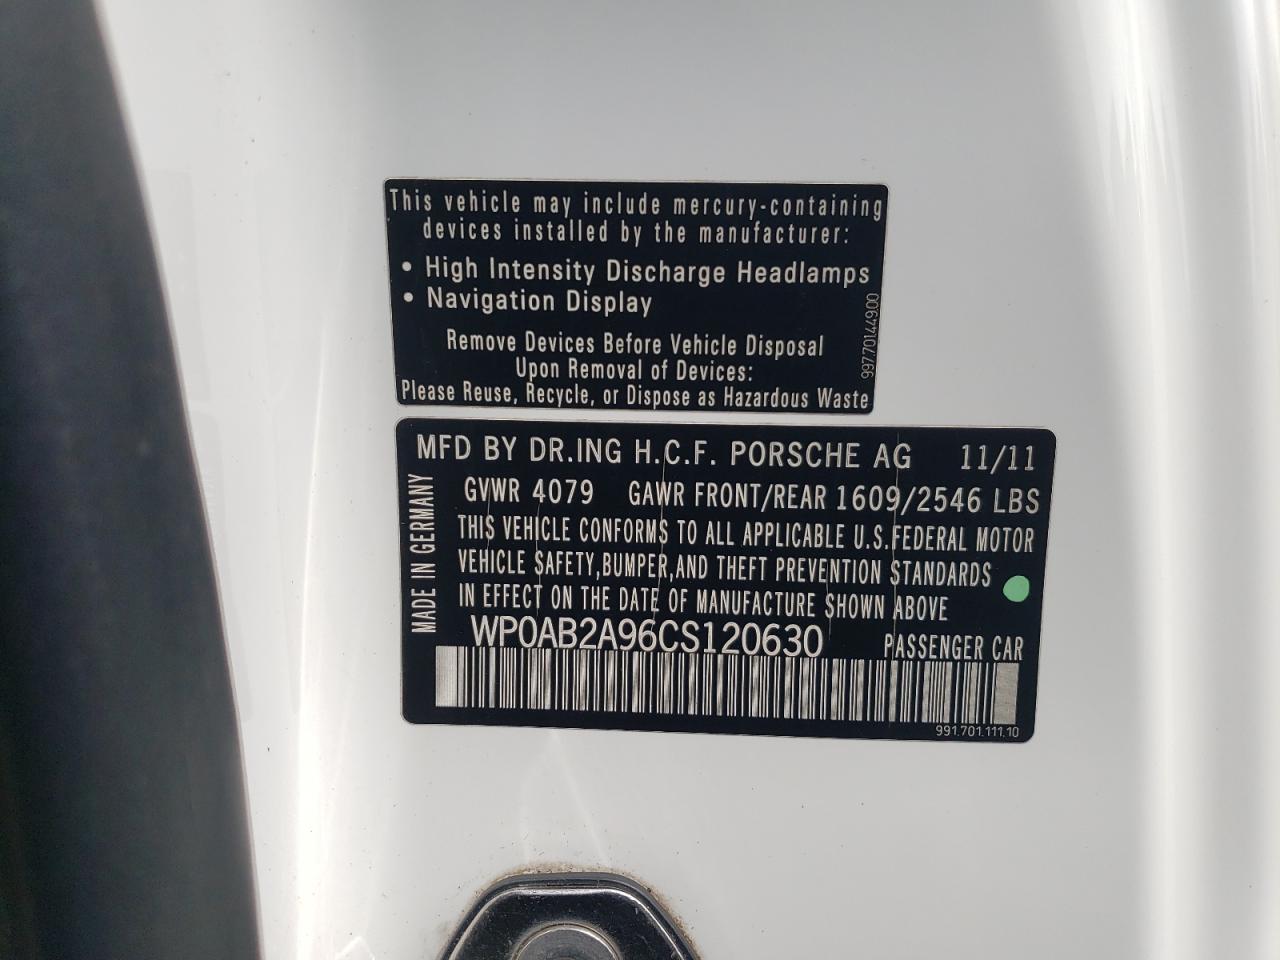 This vehicle may include mercury-containing
devices installed by the manufacturer:
• High Intensity Discharge Headlamps
• Navigation Display
Remove Devices Before Vehicle Disposal
Upon Removal of Devices:
Please Reuse, Recycle, or Dispose as Hazardous Waste
997.701.449.00
MFD BY DR.ING H.C.F. PORSCHE AG 11/11
GVWR 4079 GAWR FRONT/REAR 1609/2546 LBS
THIS VEHICLE CONFORMS TO ALL APPLICABLE U.S.FEDERAL MOTOR
VEHICLE SAFETY,BUMPER,AND THEFT PREVENTION STANDARDS
IN EFFECT ON THE DATE OF MANUFACTURE SHOWN ABOVE
MADE IN GERMANY
WP0AB2A96CS120630 PASSENGER CAR
991.701.111.10